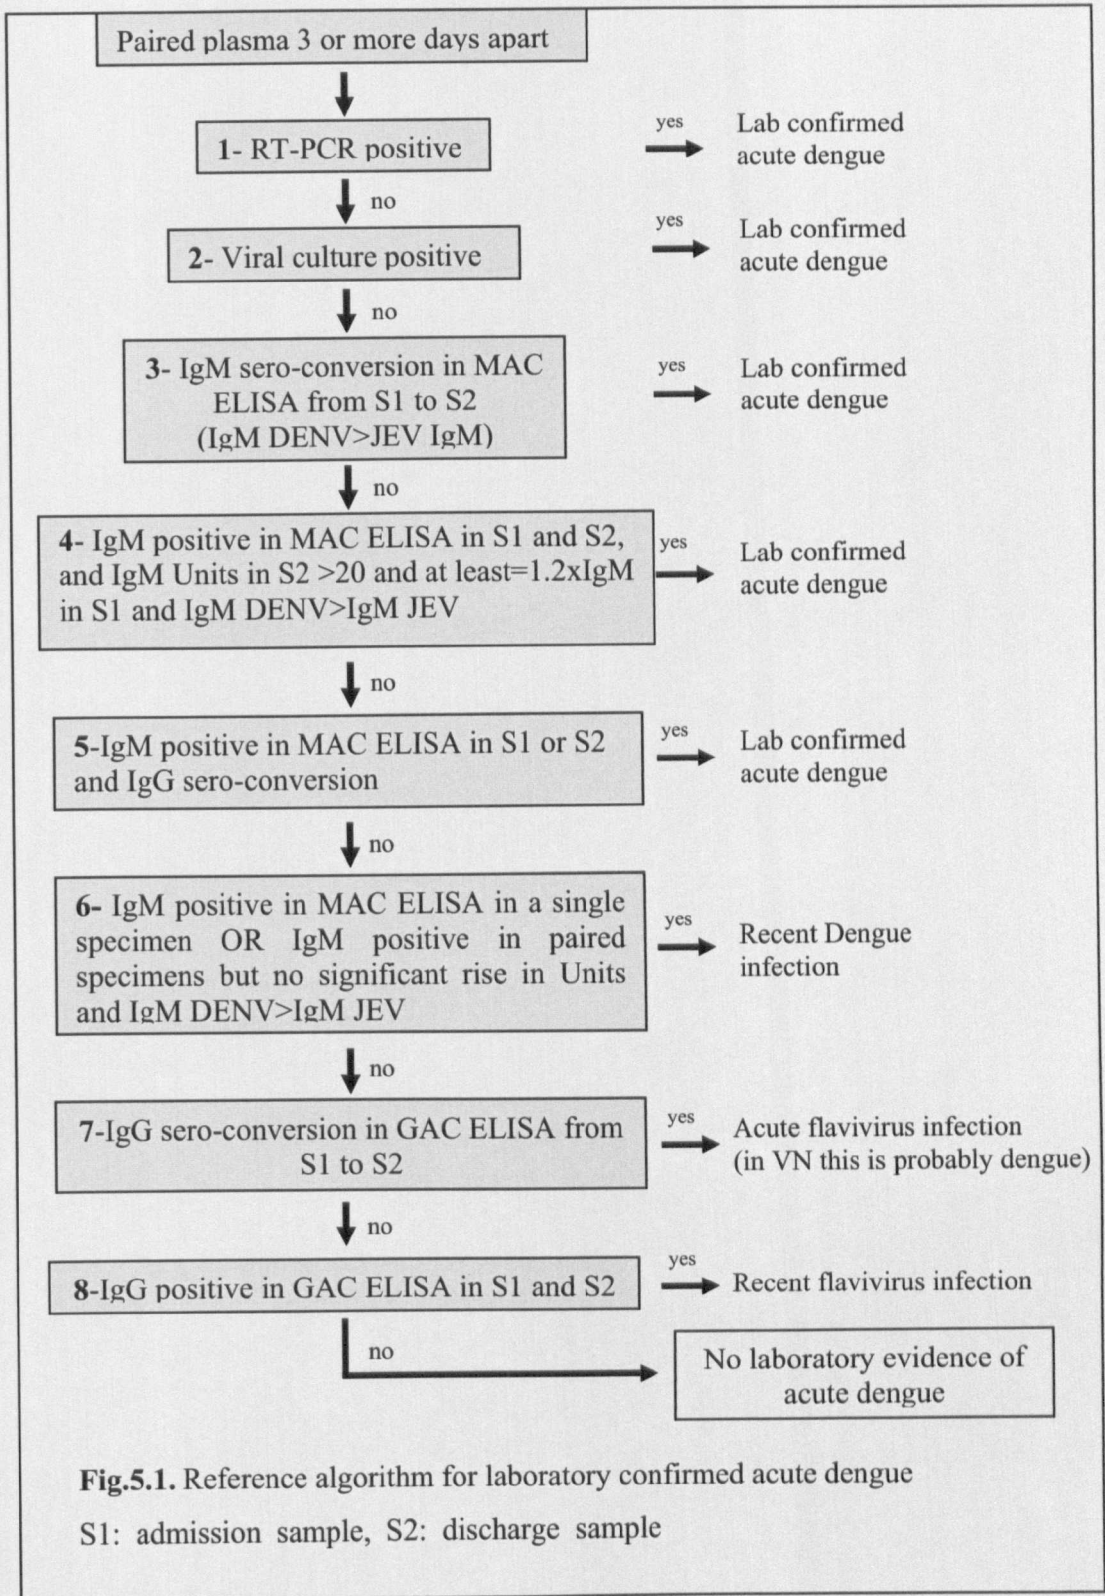 Paired plasma 3 or more days apart
1- RT-PCR positive
yes
Lab confirmed
acute dengue
no
2- Viral culture positive
yes
Lab confirmed
acute dengue
no
3- IgM sero-conversion in MAC
ELISA from S1 to S2
(IgM DENV>JEV IgM)
yes
Lab confirmed
acute dengue
no
4- IgM positive in MAC ELISA in S1 and S2,
and IgM Units in S2 >20 and at least=1.2xIgM
in S1 and IgM DENV>IgM JEV
yes
Lab confirmed
acute dengue
no
5-IgM positive in MAC ELISA in S1 or S2
and IgG sero-conversion
yes
Lab confirmed
acute dengue
no
6- IgM positive in MAC ELISA in a single
specimen OR IgM positive in paired
specimens but no significant rise in Units
and IgM DENV>IgM JEV
yes
Recent Dengue
infection
no
7-IgG sero-conversion in GAC ELISA from
S1 to S2
yes
Acute flavivirus infection
(in VN this is probably dengue)
no
8-IgG positive in GAC ELISA in S1 and S2
yes
Recent flavivirus infection
no
No laboratory evidence of
acute dengue
Fig.5.1. Reference algorithm for laboratory confirmed acute dengue
S1: admission sample, S2: discharge sample